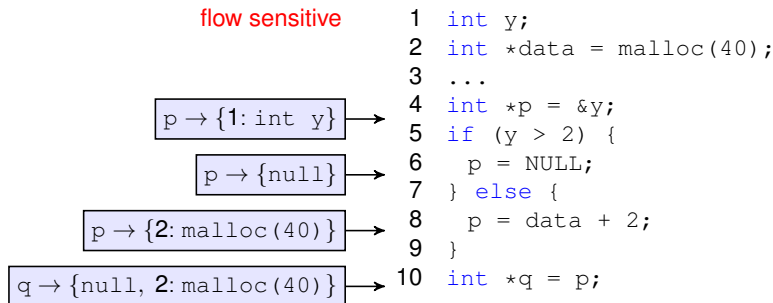 flow sensitive
1 int y;
2 int *data = malloc(40);
3 ...
p → {1: int y} 4 int *p = &y;
5 if (y > 2) {
p → {null} 6 p = NULL;
7 } else {
p → {2: malloc(40)} 8 p = data + 2;
9 }
q → {null, 2: malloc(40)} 10 int *q = p;